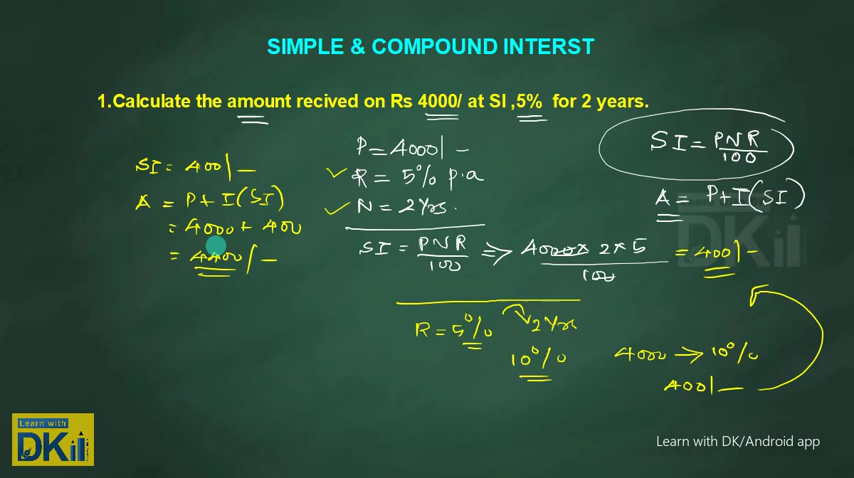 SIMPLE & COMPOUND INTERST
1.Calculate the amount recived on Rs 4000/ at SI ,5% for 2 years.
SI = PNR/100
A = P+I(SI)
P=4000/-
R = 5% p.a
N = 2Yrs.
SI = PNR/100 => 4000 x 2 * 5/100 = 400/-
SI = 400/-
A = P+ I(SI)
= 4000 + 400
= 4400/-
R = 5% 2Yrs
10%
4000 → 10%
400/-
Learn with
DKii
Learn with DK/Android app